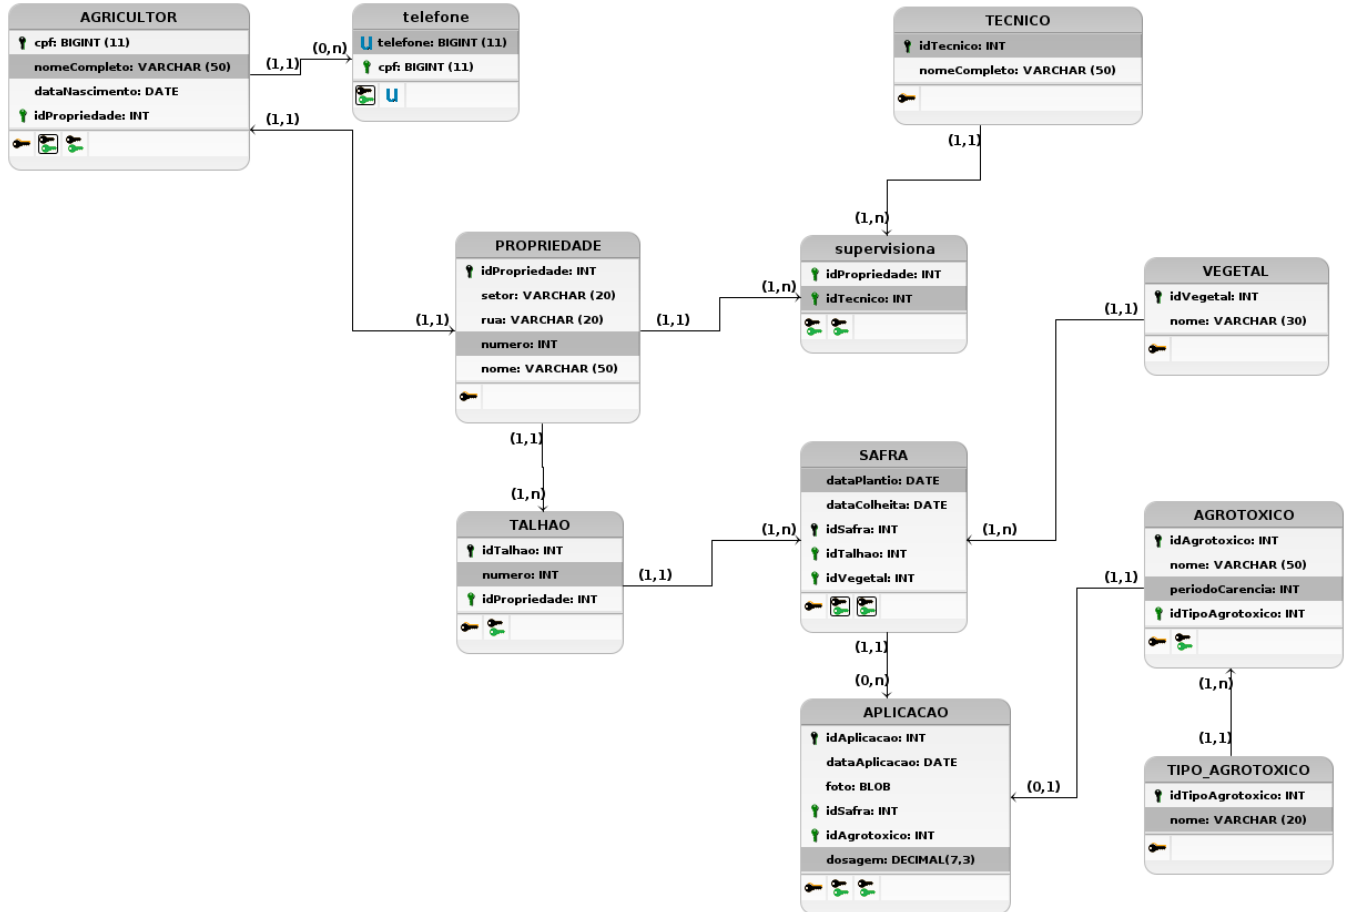 AGRICULTOR
cpf: BIGINT (11)
nomeCompleto: VARCHAR (50)
dataNascimento: DATE
idPropriedade: INT
(1,1)
(0,n)
telefone
U telefone: BIGINT (11)
cpf: BIGINT (11)
U
(1,1)
(1,1)
TECNICO
idTecnico: INT
nomeCompleto: VARCHAR (50)
(1,1)
(1,n)
PROPRIEDADE
idPropriedade: INT
setor: VARCHAR (20)
rua: VARCHAR (20)
numero: INT
nome: VARCHAR (50)
(1,1)
(1,n)
supervisiona
idPropriedade: INT
idTecnico: INT
VEGETAL
idVegetal: INT
nome: VARCHAR (30)
(1,1)
(1,n)
(1,1)
(1,n)
TALHAO
idTalhao: INT
numero: INT
idPropriedade: INT
(1,1)
(1,n)
SAFRA
dataPlantio: DATE
dataColheita: DATE
idSafra: INT
idTalhao: INT
idVegetal: INT
(1,1)
(0,n)
AGROTOXICO
idAgrotoxico: INT
nome: VARCHAR (50)
periodoCarencia: INT
idTipoAgrotoxico: INT
(1,1)
(0,1)
(1,n)
(1,1)
APLICACAO
idAplicacao: INT
dataAplicacao: DATE
foto: BLOB
idSafra: INT
idAgrotoxico: INT
dosagem: DECIMAL(7,3)
TIPO_AGROTOXICO
idTipoAgrotoxico: INT
nome: VARCHAR (20)